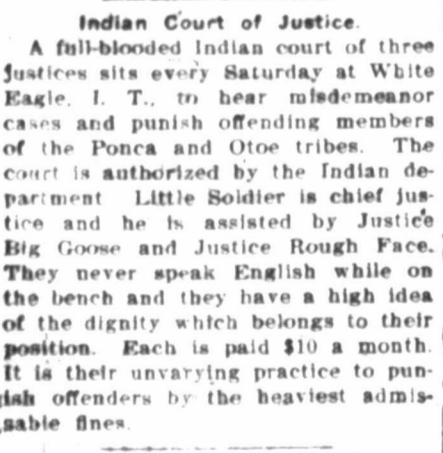 Indian Court of Justice.
A full-blooded Indian court of three
justices sits every Saturday at White
Eagle, I. T., to hear misdemeanor
cases and punish offending members
of the Ponca and Otoe tribes. The
court is authorized by the Indian de-
partment Little Soldier is chief jus-
tice and he is assisted by Justice
Big Goose and Justice Rough Face.
They never speak English while on
the bench and they have a high idea
of the dignity which belongs to their
position. Each is paid $10 a month.
It is their unvarying practice to pun-
ish offenders by the heaviest admis-
sable fines.